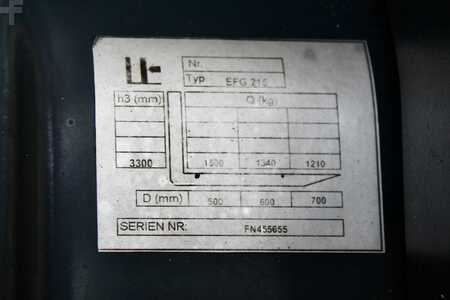 Nr.
Typ EFG 215
h3 (mm) Q (kg)
3300 1500 1340 1210
D (mm) 500 600 700
SERIEN NR: FN455655